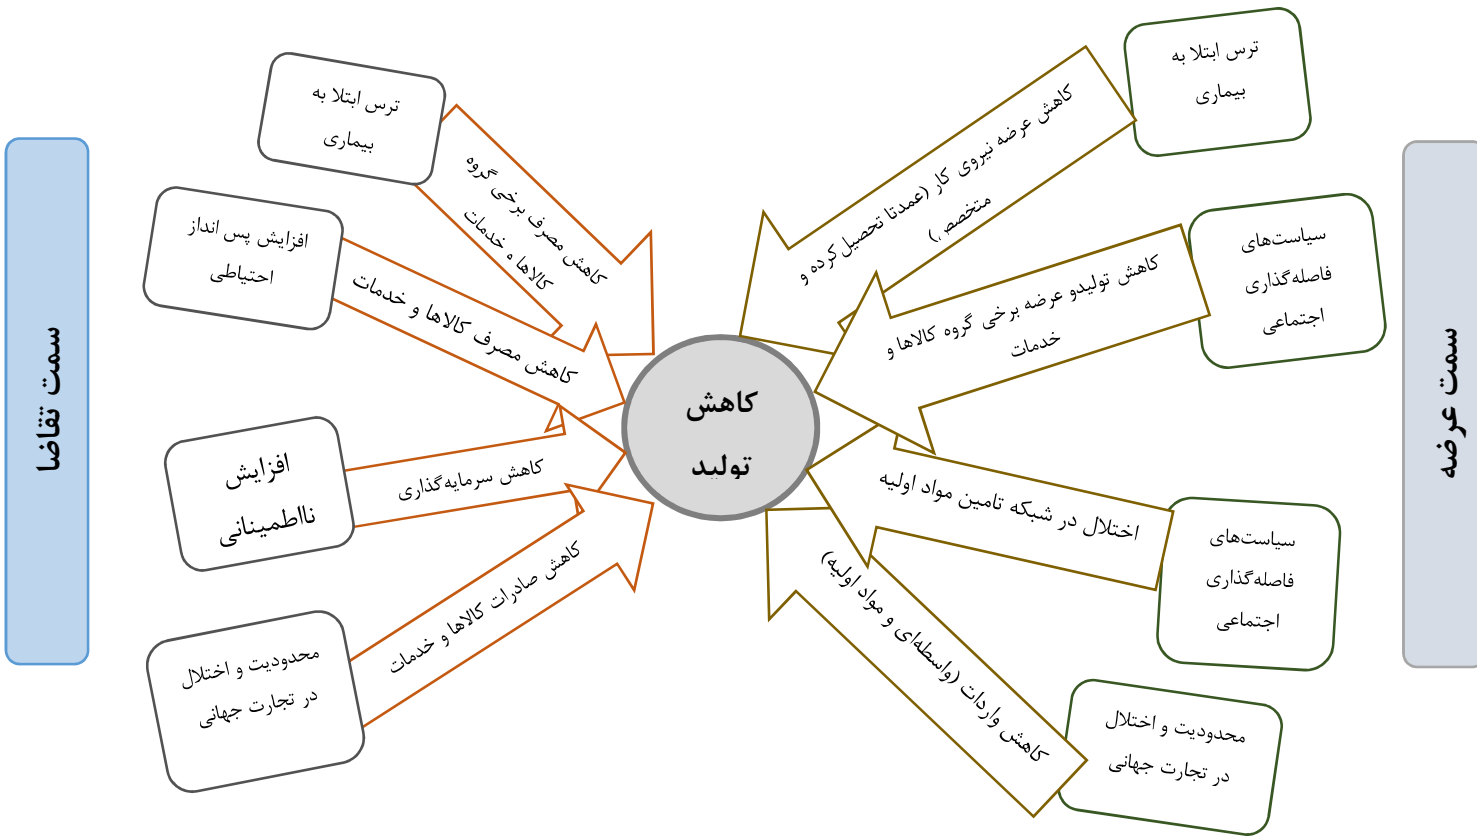 سمت عرضه
ترس ابتلا به
بیماری
کاهش عرضه نیروی کار (عمدتا تحصیل‌کرده و
متخصص)
سیاست‌های
فاصله‌گذاری
اجتماعی
کاهش تولیدو عرضه برخی گروه کالاها و
خدمات
سیاست‌های
فاصله‌گذاری
اجتماعی
اختلال در شبکه تامین مواد اولیه
محدودیت و اختلال
در تجارت جهانی
کاهش واردات (واسطه‌ای و مواد اولیه)
کاهش
تولید
ترس ابتلا به
بیماری
کاهش مصرف برخی گروه
کالاها و خدمات
افزایش پس انداز
احتیاطی
کاهش مصرف کالاها و خدمات
افزایش
نااطمینانی
کاهش سرمایه‌گذاری
محدودیت و اختلال
در تجارت جهانی
کاهش صادرات کالاها و خدمات
سمت تقاضا